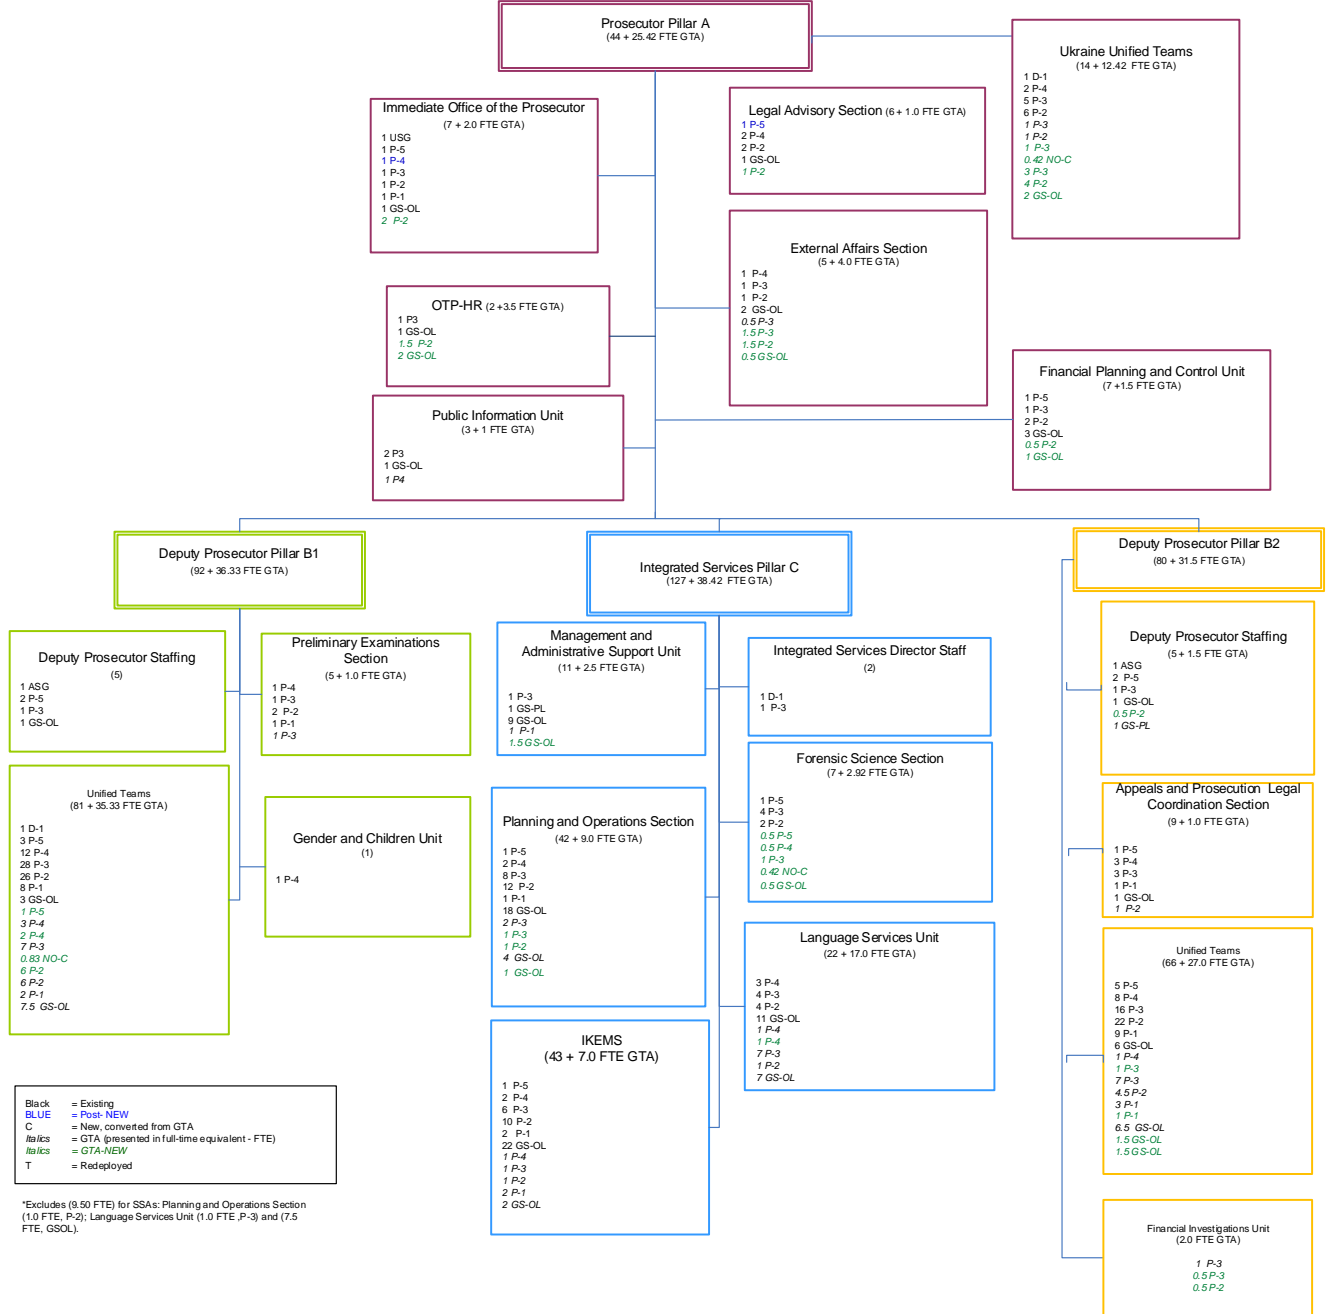 Prosecutor Pillar A
(44 + 25.42 FTE GTA)
Ukraine Unified Teams
(14 + 12.42 FTE GTA)
1 D-1
2 P-4
5 P-3
6 P-2
1 P-3
1 P-2
1 P-3
0.42 NO-C
3 P-3
4 P-2
2 GS-OL
Immediate Office of the Prosecutor
(7 + 2.0 FTE GTA)
1 USG
1 P-5
1 P-4
1 P-3
1 P-2
1 P-1
1 GS-OL
2 P-2
Legal Advisory Section (6 + 1.0 FTE GTA)
1 P-5
2 P-4
2 P-2
1 GS-OL
1 P-2
External Affairs Section
(5 + 4.0 FTE GTA)
1 P-4
1 P-3
1 P-2
2 GS-OL
0.5 P-3
1.5 P-3
1.5 P-2
0.5 GS-OL
OTP-HR (2 +3.5 FTE GTA)
1 P3
1 GS-OL
1.5 P-2
2 GS-OL
Financial Planning and Control Unit
(7 +1.5 FTE GTA)
1 P-5
1 P-3
2 P-2
3 GS-OL
0.5 P-2
1 GS-OL
Public Information Unit
(3 + 1 FTE GTA)
2 P3
1 GS-OL
1 P4
Deputy Prosecutor Pillar B1
(92 + 36.33 FTE GTA)
Integrated Services Pillar C
(127 + 38.42 FTE GTA)
Deputy Prosecutor Pillar B2
(80 + 31.5 FTE GTA)
Deputy Prosecutor Staffing
(5)
1 ASG
2 P-5
1 P-3
1 GS-OL
Preliminary Examinations
Section
(5 + 1.0 FTE GTA)
1 P-4
1 P-3
2 P-2
1 P-1
1 P-3
Unified Teams
(81 + 35.33 FTE GTA)
1 D-1
3 P-5
12 P-4
28 P-3
26 P-2
8 P-1
3 GS-OL
1 P-5
3 P-4
2 P-4
7 P-3
0.83 NO-C
6 P-2
6 P-2
2 P-1
7.5 GS-OL
Gender and Children Unit
(1)
1 P-4
Management and
Administrative Support Unit
(11 + 2.5 FTE GTA)
1 P-3
1 GS-PL
9 GS-OL
1 P-1
1.5 GS-OL
Integrated Services Director Staff
(2)
1 D-1
1 P-3
Forensic Science Section
(7 + 2.92 FTE GTA)
1 P-5
4 P-3
2 P-2
0.5 P-5
0.5 P-4
1 P-3
0.42 NO-C
0.5 GS-OL
Planning and Operations Section
(42 + 9.0 FTE GTA)
1 P-5
2 P-4
8 P-3
12 P-2
1 P-1
18 GS-OL
2 P-3
1 P-3
1 P-2
4 GS-OL
1 GS-OL
Language Services Unit
(22 + 17.0 FTE GTA)
3 P-4
4 P-3
4 P-2
11 GS-OL
1 P-4
1 P-4
7 P-3
1 P-2
7 GS-OL
IKEMS
(43 + 7.0 FTE GTA)
1 P-5
2 P-4
6 P-3
10 P-2
2 P-1
22 GS-OL
1 P-4
1 P-3
1 P-2
2 P-1
2 GS-OL
Deputy Prosecutor Staffing
(5 + 1.5 FTE GTA)
1 ASG
2 P-5
1 P-3
1 GS-OL
0.5 P-2
1 GS-PL
Appeals and Prosecution Legal
Coordination Section
(9 + 1.0 FTE GTA)
1 P-5
3 P-4
3 P-3
1 P-1
1 GS-OL
1 P-2
Unified Teams
(66 + 27.0 FTE GTA)
5 P-5
8 P-4
16 P-3
22 P-2
9 P-1
6 GS-OL
1 P-4
1 P-3
7 P-3
4.5 P-2
3 P-1
1 P-1
6.5 GS-OL
1.5 GS-OL
1.5 GS-OL
Financial Investigations Unit
(2.0 FTE GTA)
1 P-3
0.5 P-3
0.5 P-2
Black = Existing
BLUE = Post- NEW
C = New, converted from GTA
Italics = GTA (presented in full-time equivalent - FTE)
Italics = GTA-NEW
T = Redeployed
*Excludes (9.50 FTE) for SSAs: Planning and Operations Section
(1.0 FTE, P-2); Language Services Unit (1.0 FTE ,P-3) and (7.5
FTE, GSOL).